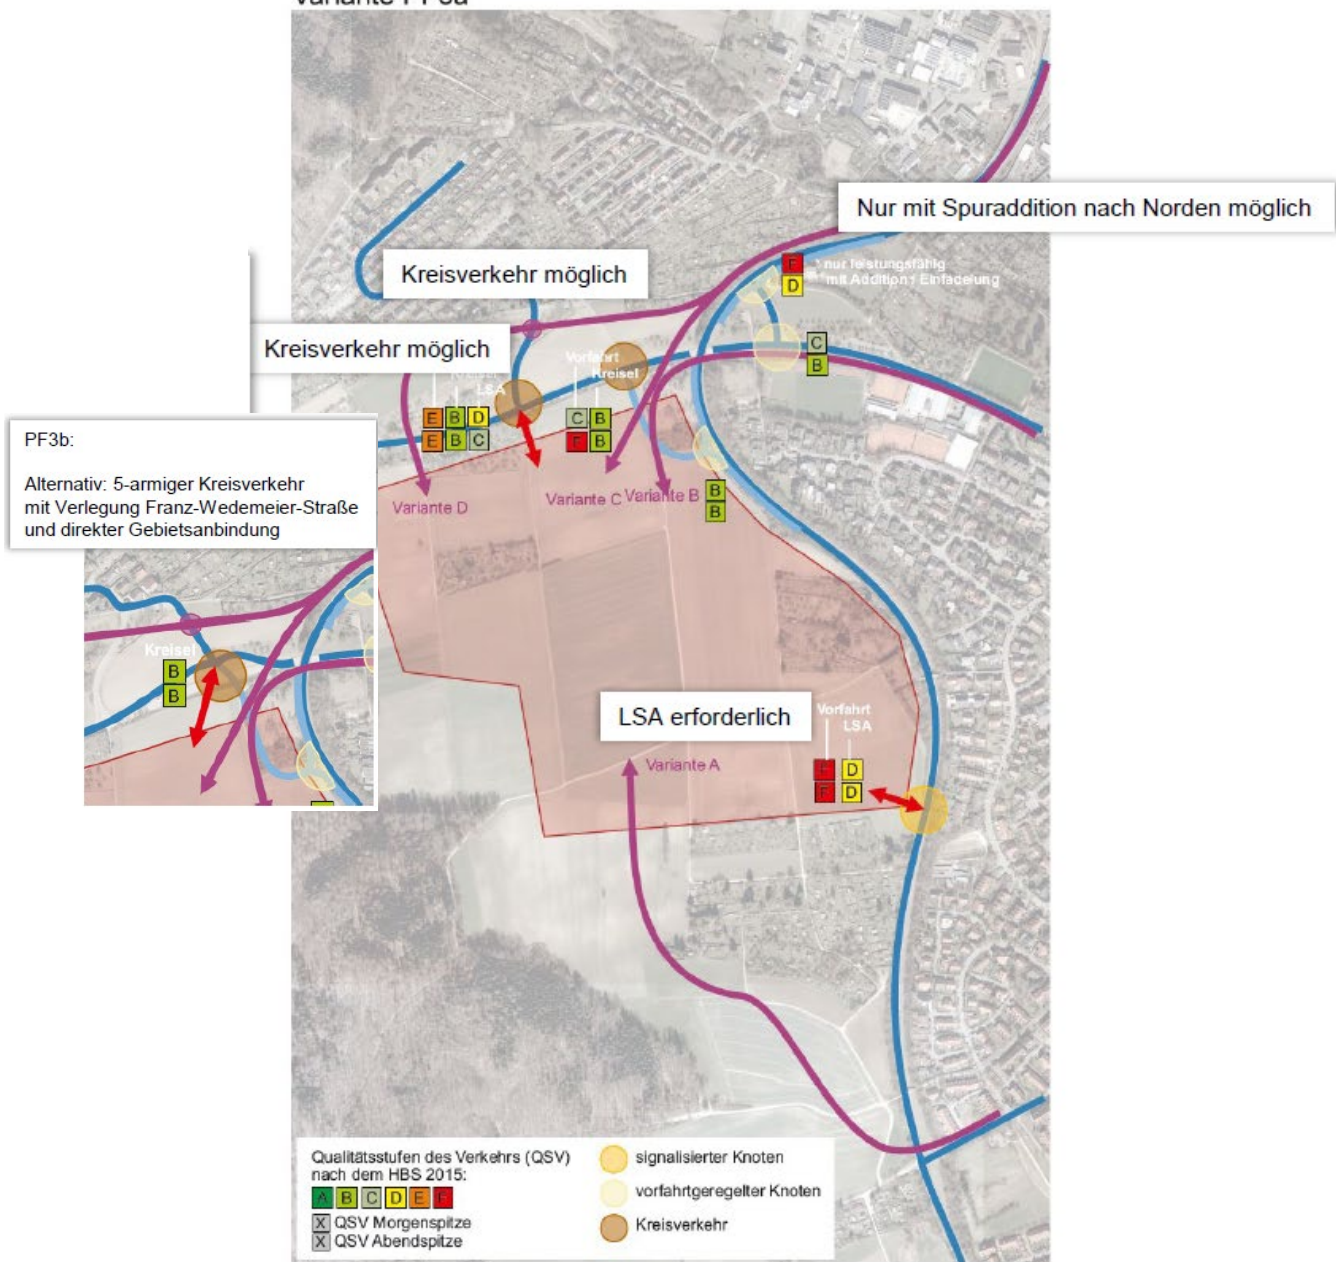 Variante PF3a
Nur mit Spuraddition nach Norden möglich
Kreisverkehr möglich
F nur leistungsfähig
D mit Addition+Einfädelung
Kreisverkehr möglich
C
B
Vorfahrt
Kreisel
LSA
E B D
E B C
C B
F B
PF3b:
Alternativ: 5-armiger Kreisverkehr
mit Verlegung Franz-Wedemeier-Straße
und direkter Gebietsanbindung
Variante D
Variante C
Variante B
B
B
Kreisel
B
B
LSA erforderlich
Vorfahrt
LSA
Variante A
F D
F D
Qualitätsstufen des Verkehrs (QSV)
nach dem HBS 2015:
A B C D E F
X QSV Morgenspitze
X QSV Abendspitze
signalisierter Knoten
vorfahrtgeregelter Knoten
Kreisverkehr